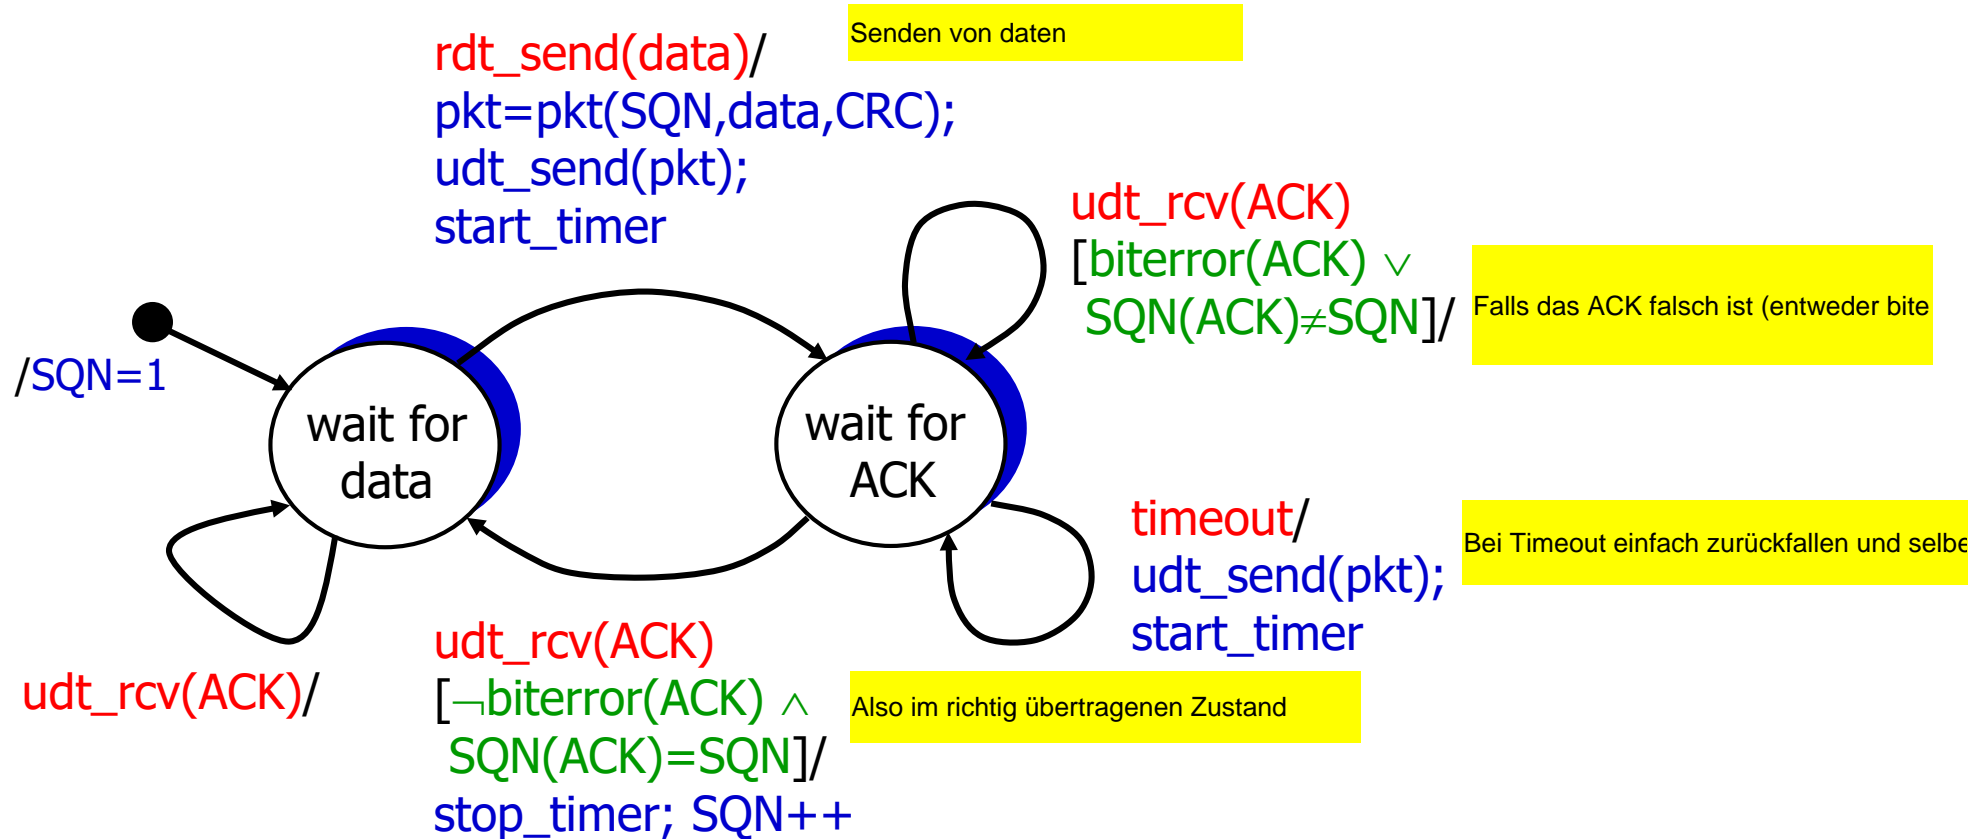 rdt_send(data)/
pkt=pkt(SQN,data,CRC);
udt_send(pkt);
start_timer
Senden von daten
udt_rcv(ACK)
[biterror(ACK) ∨
SQN(ACK)≠SQN]/
Falls das ACK falsch ist (entweder bite
/SQN=1
wait for
data
wait for
ACK
timeout/
udt_send(pkt);
start_timer
Bei Timeout einfach zurückfallen und selbe
udt_rcv(ACK)/
udt_rcv(ACK)
[¬biterror(ACK) ∧
SQN(ACK)=SQN]/
stop_timer; SQN++
Also im richtig übertragenen Zustand